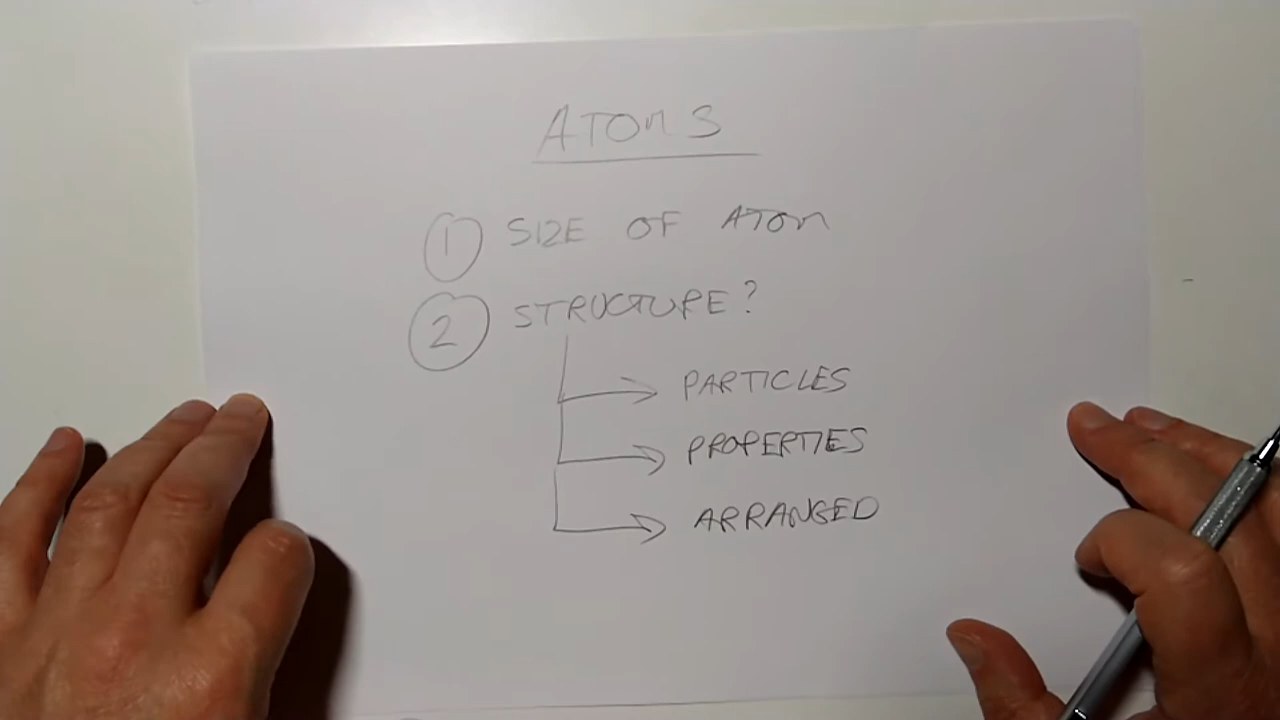 ATOMS
① SIZE OF ATOM
② STRUCTURE?
→ PARTICLES
→ PROPERTIES
→ ARRANGED